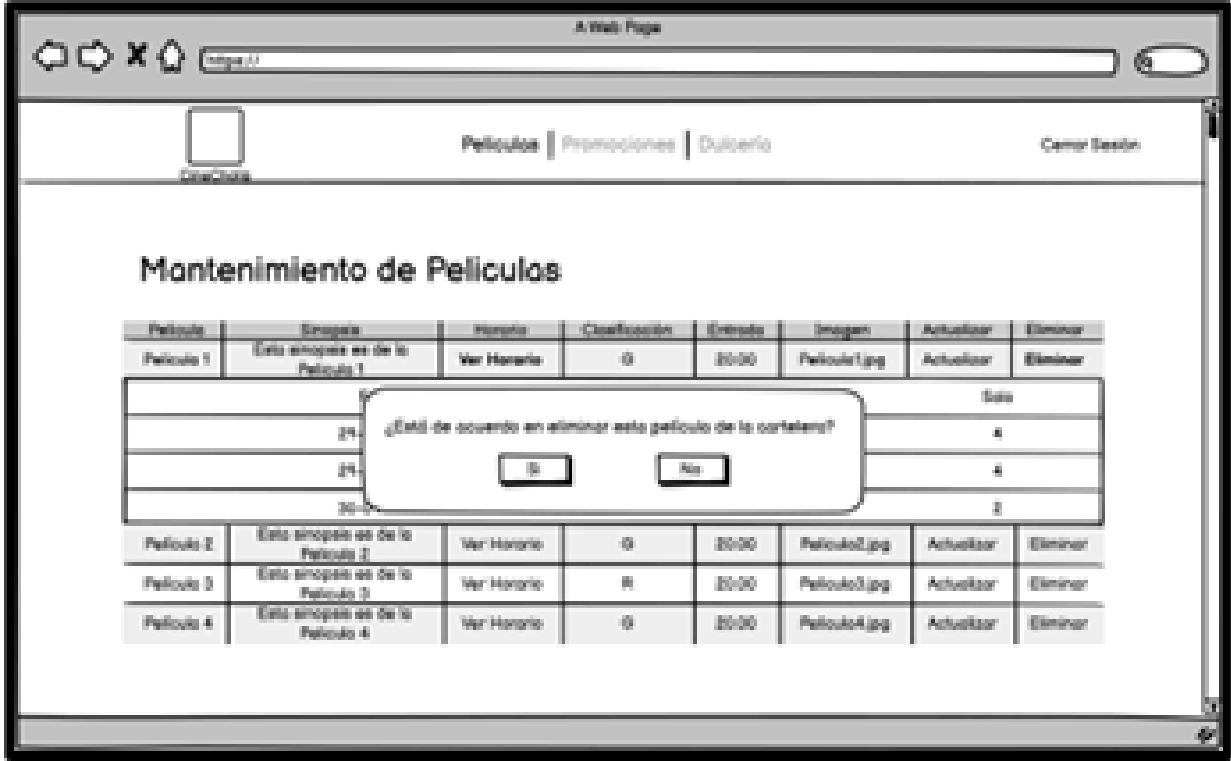 A Web Page
https://
Peliculas | Promociones | Dulcería
Cerrar Sesión
Mantenimiento de Peliculas
Pelicula Sinopsis Horario Clasificación Entrada Imagen Actualizar Eliminar
Pelicula 1 Esta sinopsis es de la Ver Horario G 20.00 Pelicula1.jpg Actualizar Eliminar
Pelicula 1
Sala
¿Está de acuerdo en eliminar esta película de la cartelera?
29- 4
Si No
29- 4
30- 2
Pelicula 2 Esta sinopsis es de la Ver Horario G 20.00 Pelicula2.jpg Actualizar Eliminar
Pelicula 2
Pelicula 3 Esta sinopsis es de la Ver Horario R 20.00 Pelicula3.jpg Actualizar Eliminar
Pelicula 3
Pelicula 4 Esta sinopsis es de la Ver Horario G 20.00 Pelicula4.jpg Actualizar Eliminar
Pelicula 4